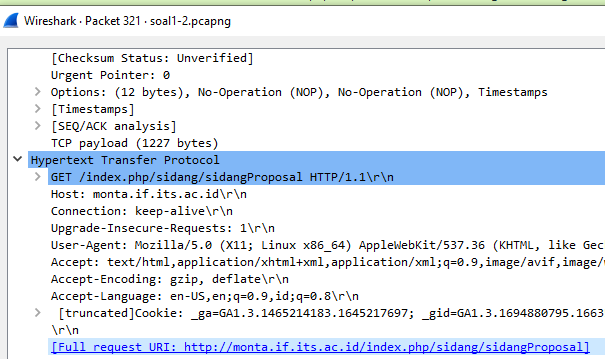 Wireshark · Packet 321 · soal1-2.pcapng
[Checksum Status: Unverified]
Urgent Pointer: 0
Options: (12 bytes), No-Operation (NOP), No-Operation (NOP), Timestamps
[Timestamps]
[SEQ/ACK analysis]
TCP payload (1227 bytes)
Hypertext Transfer Protocol
GET /index.php/sidang/sidangProposal HTTP/1.1\r\n
Host: monta.if.its.ac.id\r\n
Connection: keep-alive\r\n
Upgrade-Insecure-Requests: 1\r\n
User-Agent: Mozilla/5.0 (X11; Linux x86_64) AppleWebKit/537.36 (KHTML, like Gec
Accept: text/html,application/xhtml+xml,application/xml;q=0.9,image/avif,image/
Accept-Encoding: gzip, deflate\r\n
Accept-Language: en-US,en;q=0.9,id;q=0.8\r\n
[truncated]Cookie: _ga=GA1.3.1465214183.1645217697; _gid=GA1.3.1694880795.1663
\r\n
[Full request URI: http://monta.if.its.ac.id/index.php/sidang/sidangProposal]